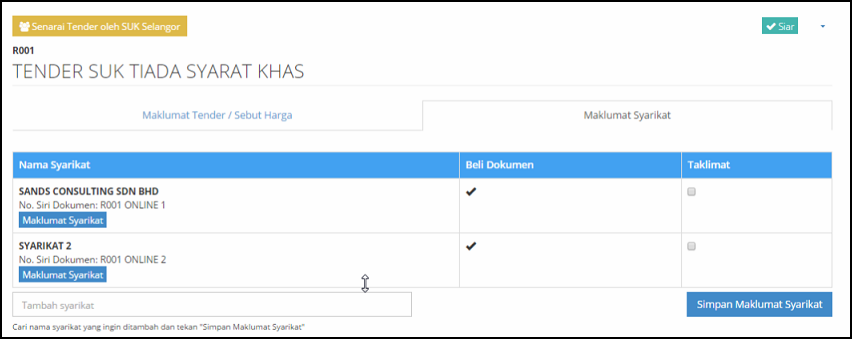 Senarai Tender oleh SUK Selangor
Siar
R001
TENDER SUK TIADA SYARAT KHAS
Maklumat Tender / Sebut Harga
Maklumat Syarikat
Nama Syarikat
Beli Dokumen
Taklimat
SANDS CONSULTING SDN BHD
No. Siri Dokumen: R001 ONLINE 1
Maklumat Syarikat
SYARIKAT 2
No. Siri Dokumen: R001 ONLINE 2
Maklumat Syarikat
Tambah syarikat
Simpan Maklumat Syarikat
Cari nama syarikat yang ingin ditambah dan tekan "Simpan Maklumat Syarikat"